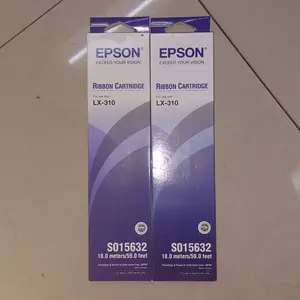 EPSON
EXCEED YOUR VISION
RIBBON CARTRIDGE
LX-310
S015632
18.0 meters/59.0 feet
EPSON
EXCEED YOUR VISION
RIBBON CARTRIDGE
LX-310
S015632
18.0 meters/59.0 feet